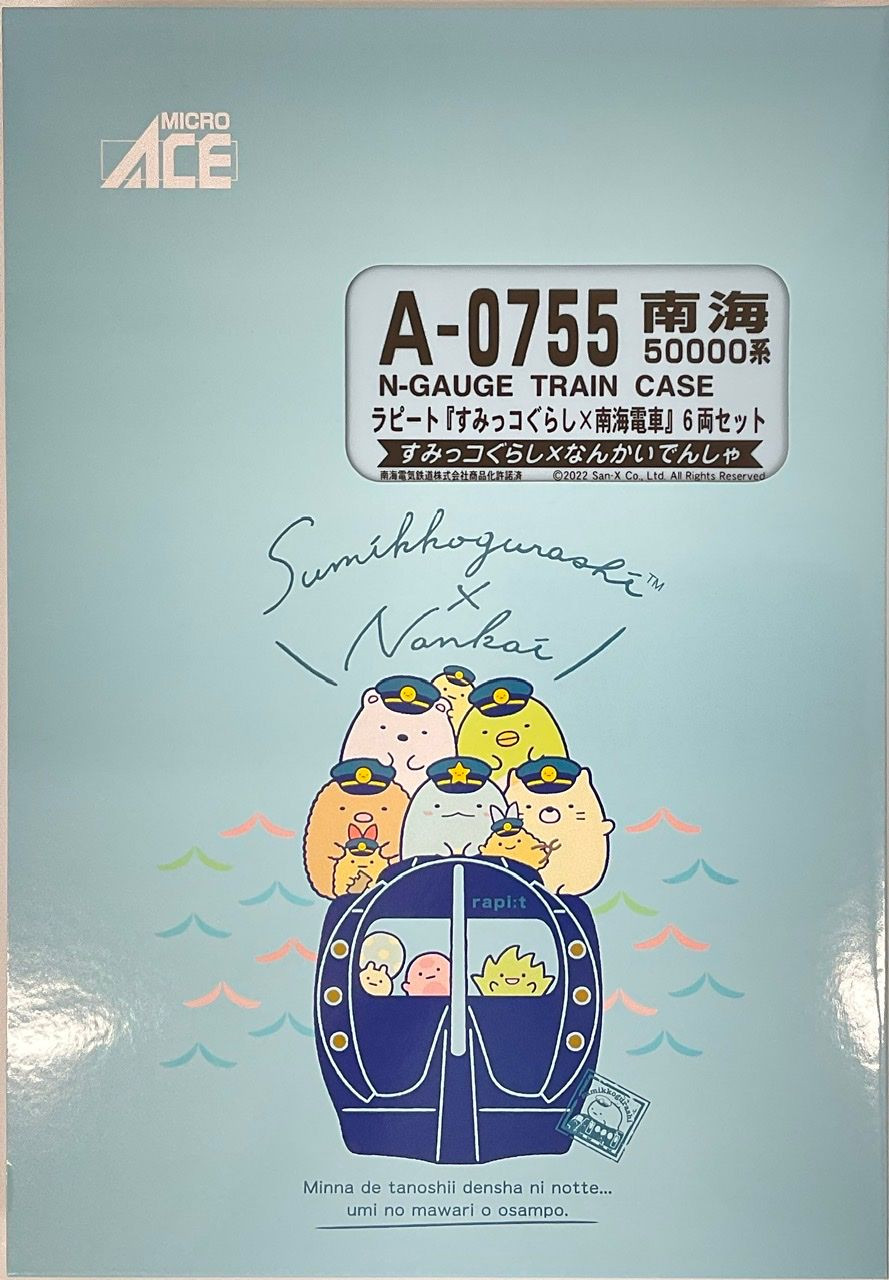 MICRO
ACE
A-0755 南海
50000系
N-GAUGE TRAIN CASE
ラピート『すみっコぐらし×南海電車』6両セット
すみっコぐらし×なんかいでんしゃ
南海電気鉄道株式会社商品化許諾済 ©2022 San-X Co., Ltd. All Rights Reserved
Sumikkogurashi™
×
Nankai
rapi:t
sumikkogurashi
Minna de tanoshii densha ni notte...
umi no mawari o osampo.